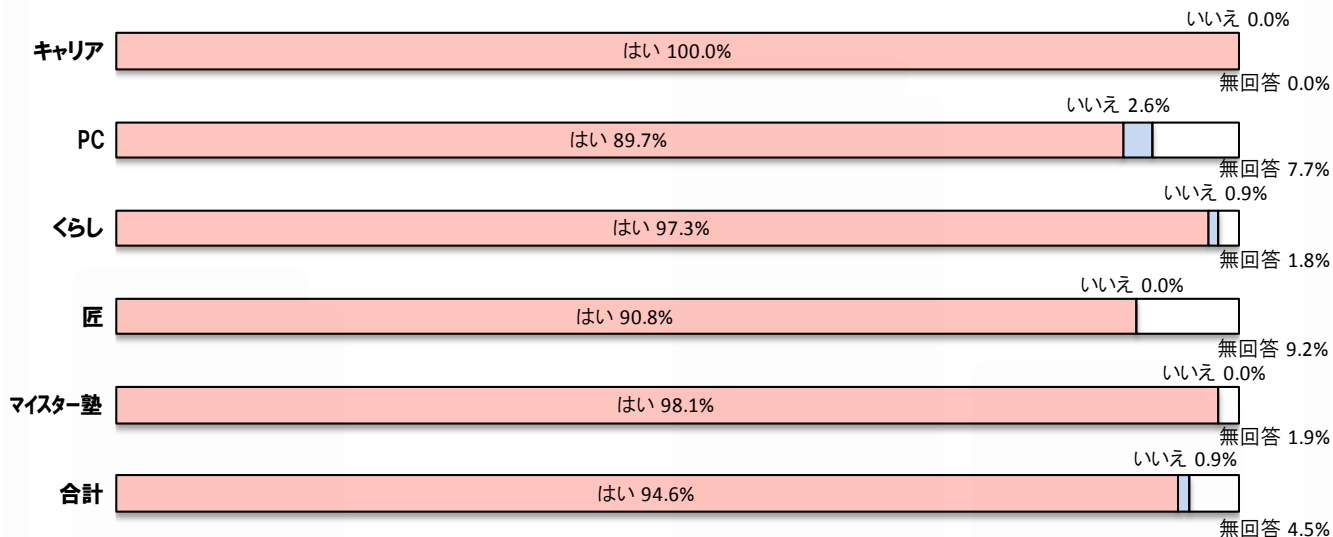 いいえ 0.0%
キャリア
はい 100.0%
無回答 0.0%
いいえ 2.6%
PC
はい 89.7%
無回答 7.7%
いいえ 0.9%
くらし
はい 97.3%
無回答 1.8%
いいえ 0.0%
匠
はい 90.8%
無回答 9.2%
いいえ 0.0%
マイスター塾
はい 98.1%
無回答 1.9%
いいえ 0.9%
合計
はい 94.6%
無回答 4.5%